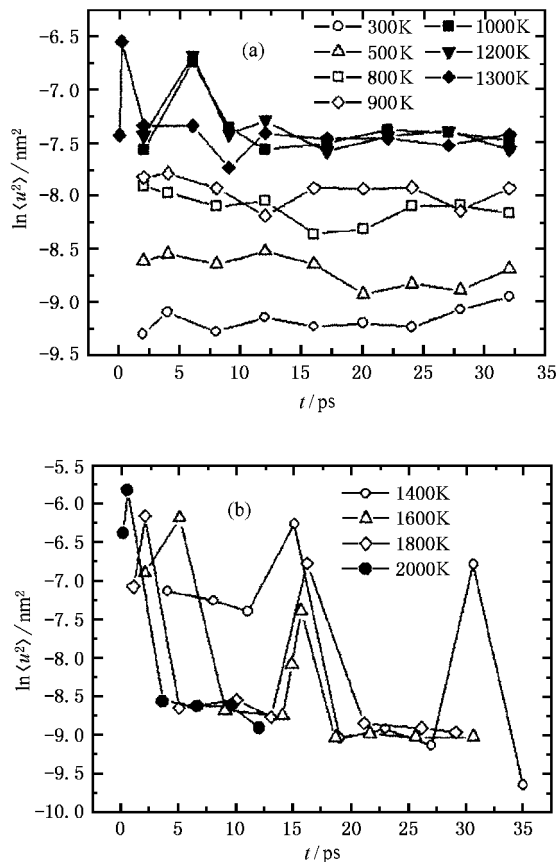 (a)
300K
1000K
500K
1200K
800K
1300K
900K
ln⟨u²⟩ / nm²
-6.5
-7.0
-7.5
-8.0
-8.5
-9.0
-9.5
0 5 10 15 20 25 30 35
t / ps
(b)
1400K
1600K
1800K
2000K
ln⟨u²⟩ / nm²
-5.5
-6.0
-6.5
-7.0
-7.5
-8.0
-8.5
-9.0
-9.5
-10.0
0 5 10 15 20 25 30 35
t / ps